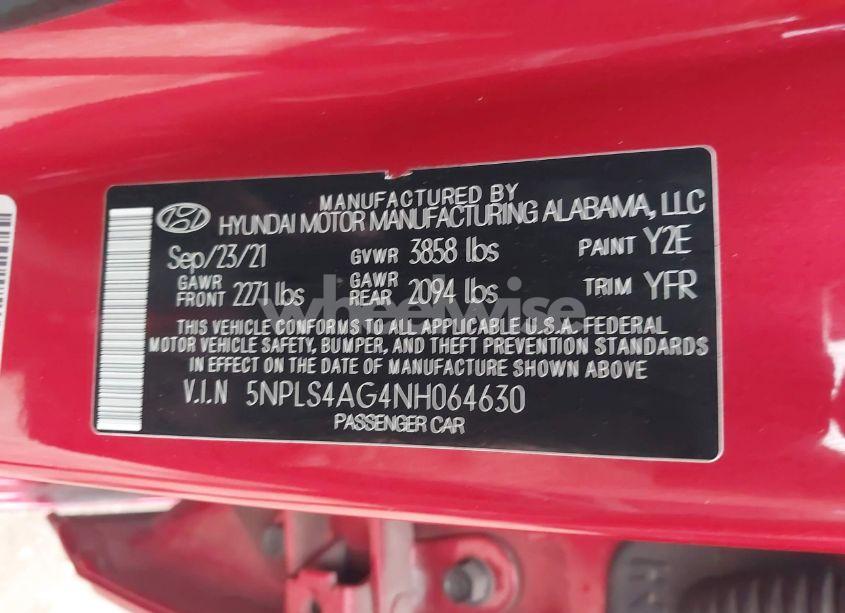 MANUFACTURED BY
HYUNDAI MOTOR MANUFACTURING ALABAMA, LLC
Sep/23/21 GVWR 3858 lbs PAINT Y2E
GAWR FRONT 2271 lbs GAWR REAR 2094 lbs TRIM YFR
wheelwise
THIS VEHICLE CONFORMS TO ALL APPLICABLE U.S.A. FEDERAL
MOTOR VEHICLE SAFETY, BUMPER, AND THEFT PREVENTION STANDARDS
IN EFFECT ON THE DATE OF MANUFACTURE SHOWN ABOVE
V.I.N 5NPLS4AG4NH064630
PASSENGER CAR